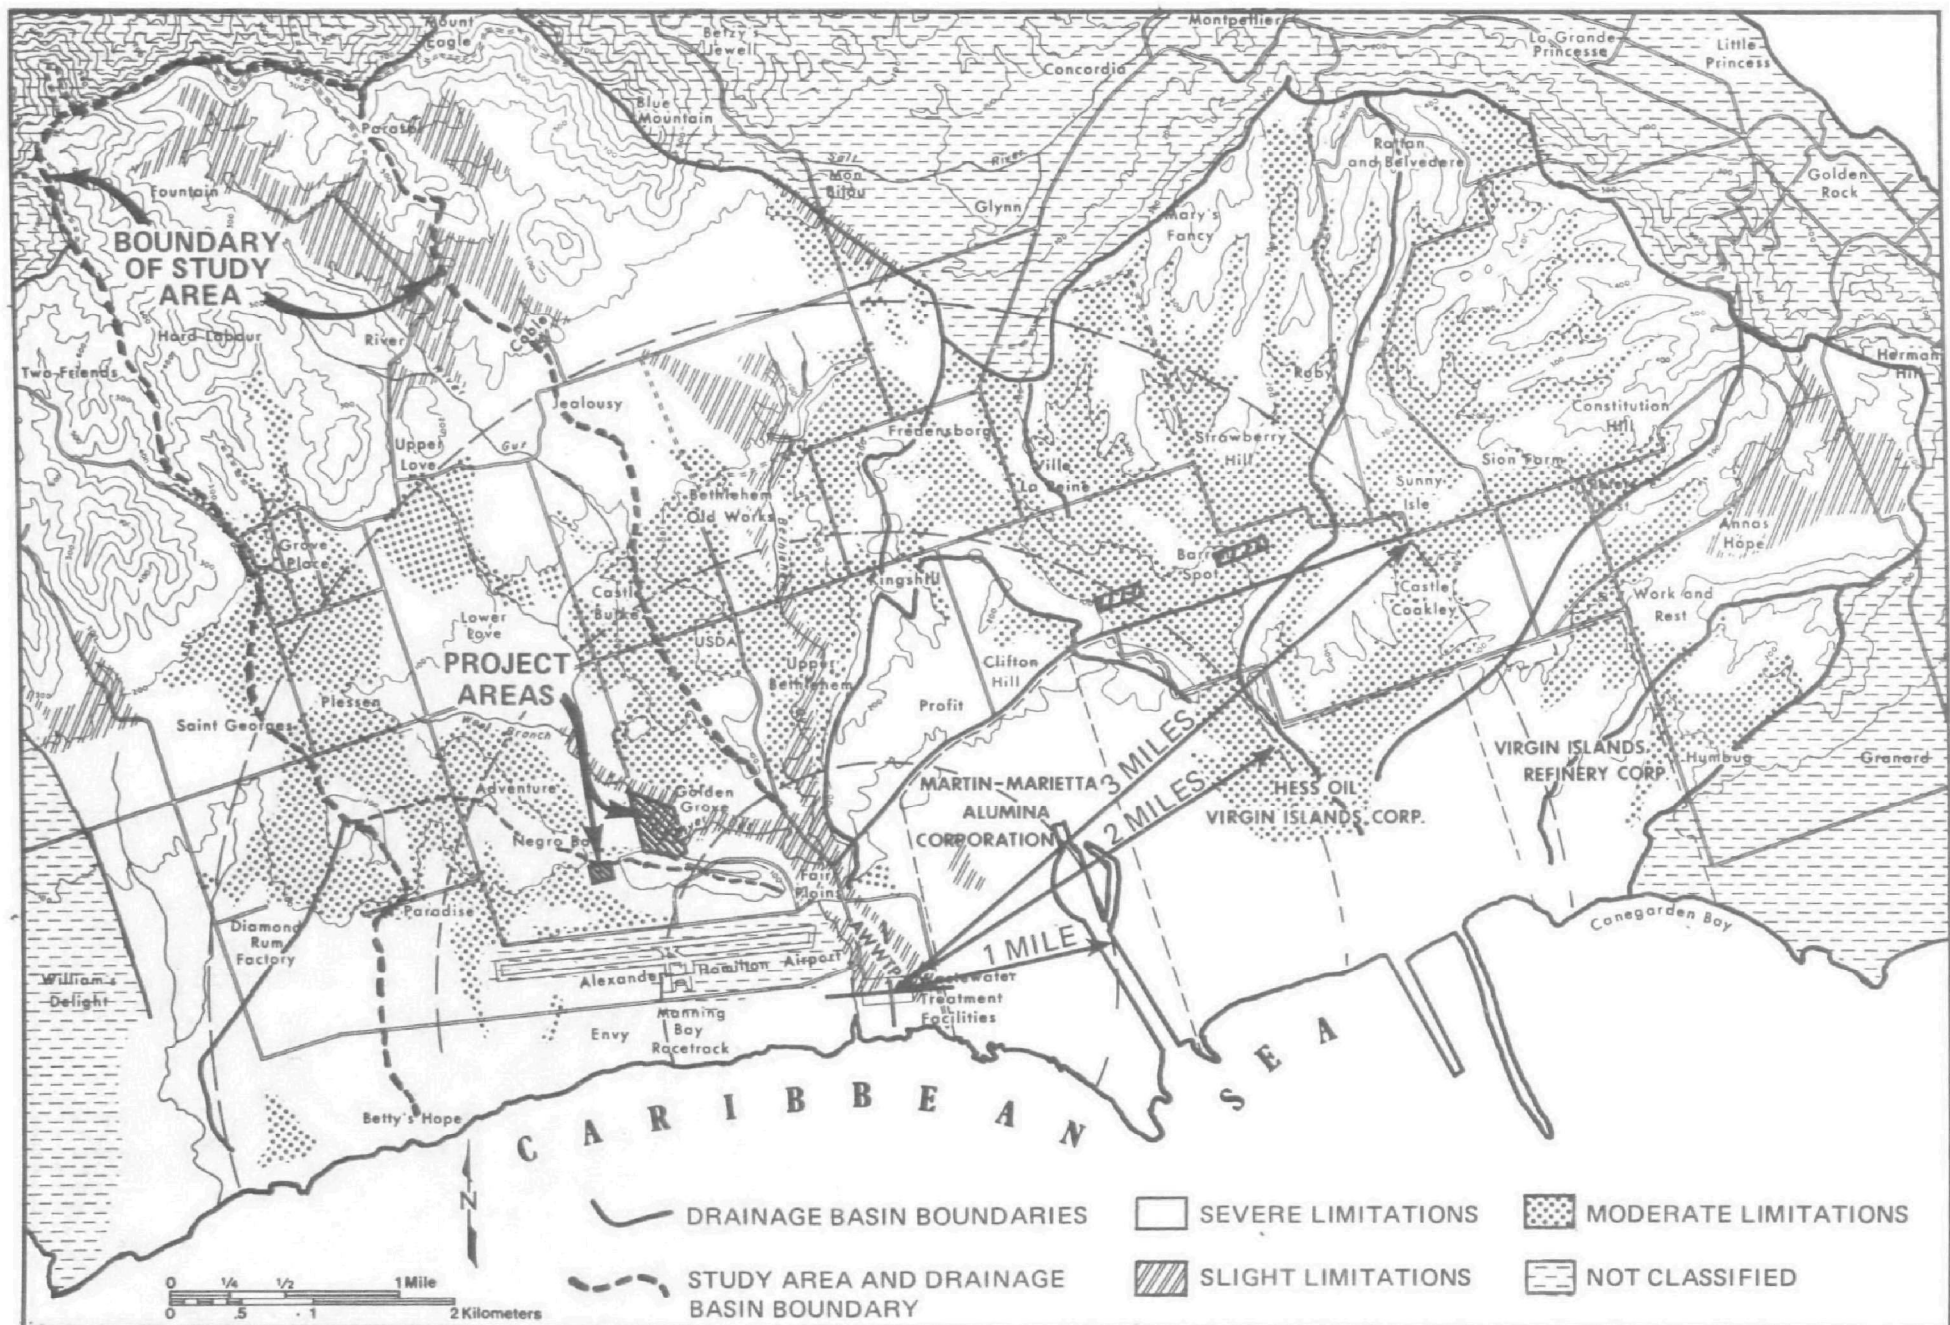 Mount
Eagle
Betzy's
Jewell
Montpellier
La Grande
Princesse
Little
Princess
Concordia
Blue
Mountain
Parasol
Rattan
and Belvedere
Salt
River
Mon
Bijou
Fountain
Glynn
Golden
Rock
Mary's
Fancy
BOUNDARY
OF STUDY
AREA
Hard Labour
River
Two Friends
Herman
Hill
Ruby
Jealousy
Constitution
Hill
Upper
Love
Gut
Fredensborg
Strawberry
Hill
Sion Farm
Ville
La Reine
Sunny
Isle
Bethlehem
Old Works
Annas
Hope
Grove
Place
Barren
Spot
Kingshill
Castle
Burke
Castle
Coakley
Work and
Rest
Lower
Love
USDA
PROJECT
AREAS
Upper
Bethlehem
Clifton
Hill
Plessen
Profit
Saint Georges
West
Branch
3 MILES
VIRGIN ISLANDS
REFINERY CORP.
Humbug
Granard
MARTIN-MARIETTA
ALUMINA
CORPORATION
2 MILES
HESS OIL
VIRGIN ISLANDS CORP.
Adventure
Golden
Grove
Negro Bay
Fair
Plains
Paradise
Diamond
Rum
Factory
Canegarden Bay
AWWTP
1 MILE
William's
Delight
Alexander Hamilton Airport
Wastewater
Treatment
Facilities
Envy
Manning
Bay
Racetrack
Betty's Hope
CARIBBEAN SEA
N
DRAINAGE BASIN BOUNDARIES
SEVERE LIMITATIONS
MODERATE LIMITATIONS
STUDY AREA AND DRAINAGE
BASIN BOUNDARY
SLIGHT LIMITATIONS
NOT CLASSIFIED
0 1/4 1/2 1 Mile
0 .5 1 2 Kilometers